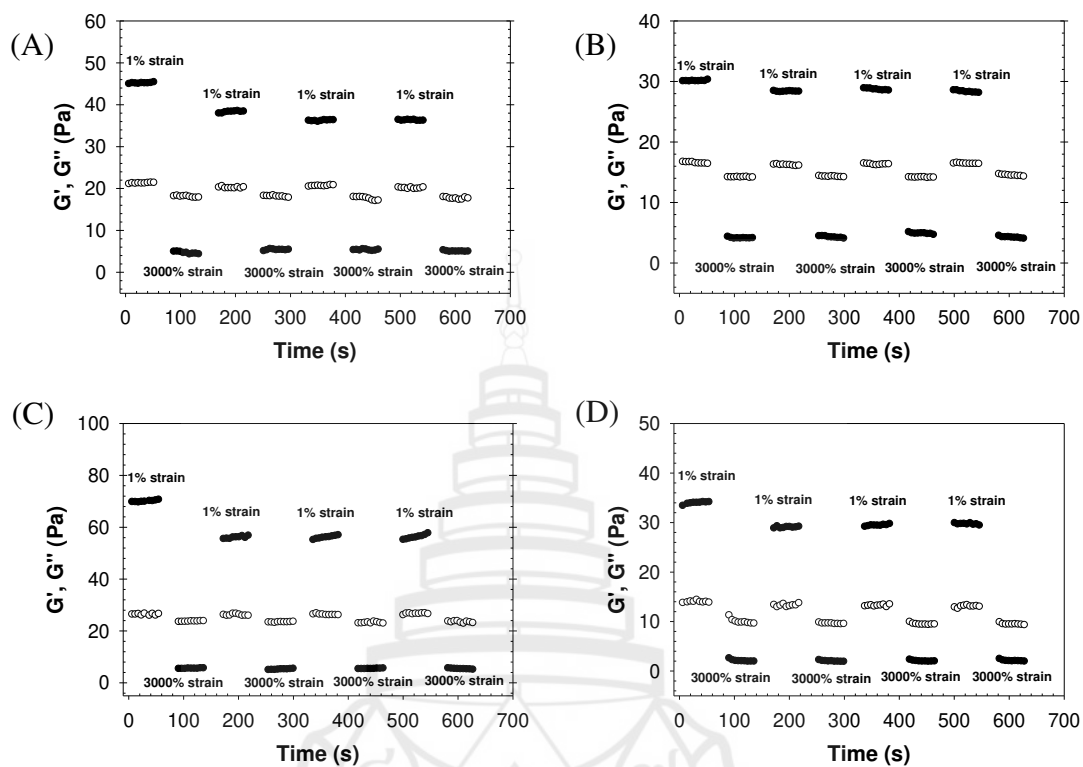 (A)
G', G'' (Pa)
60
50
40
30
20
10
0
1% strain
1% strain
1% strain
1% strain
3000% strain
3000% strain
3000% strain
3000% strain
0 100 200 300 400 500 600 700
Time (s)
(B)
G', G'' (Pa)
40
30
20
10
0
1% strain
1% strain
1% strain
1% strain
3000% strain
3000% strain
3000% strain
3000% strain
0 100 200 300 400 500 600 700
Time (s)
(C)
G', G'' (Pa)
100
80
60
40
20
0
1% strain
1% strain
1% strain
1% strain
3000% strain
3000% strain
3000% strain
3000% strain
0 100 200 300 400 500 600 700
Time (s)
(D)
G', G'' (Pa)
50
40
30
20
10
0
1% strain
1% strain
1% strain
1% strain
3000% strain
3000% strain
3000% strain
3000% strain
0 100 200 300 400 500 600 700
Time (s)